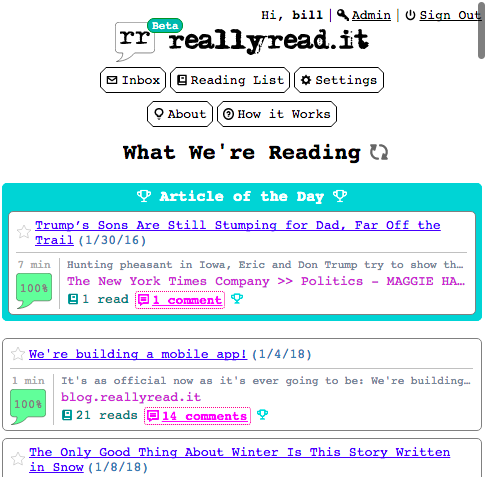 Hi, bill | Admin | Sign Out
rr Beta reallyread.it
Inbox Reading List Settings
About How it Works
What We're Reading
Article of the Day
Trump's Sons Are Still Stumping for Dad, Far Off the
Trail (1/30/16)
7 min Hunting pheasant in Iowa, Eric and Don Trump try to show th…
100% The New York Times Company >> Politics - MAGGIE HA…
1 read 1 comment
We're building a mobile app! (1/4/18)
1 min It's as official now as it's ever going to be: We're building…
100% blog.reallyread.it
21 reads 14 comments
The Only Good Thing About Winter Is This Story Written
in Snow (1/8/18)